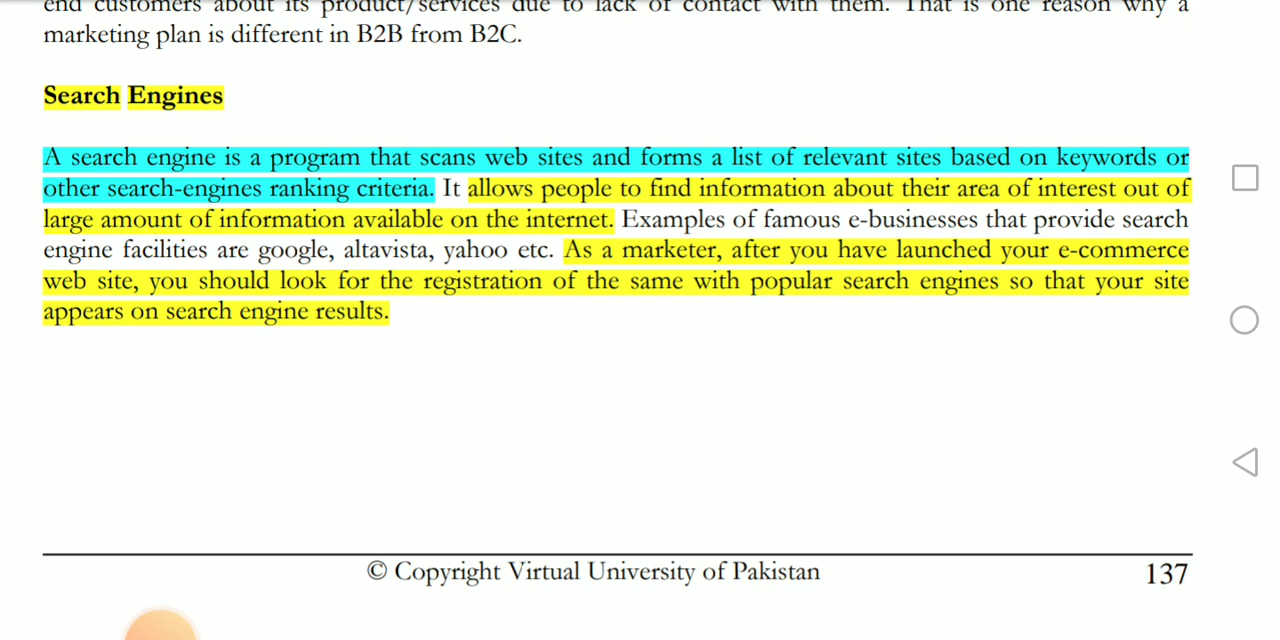 end customers about its product/services due to lack of contact with them. That is one reason why a
marketing plan is different in B2B from B2C.
Search Engines
A search engine is a program that scans web sites and forms a list of relevant sites based on keywords or
other search-engines ranking criteria. It allows people to find information about their area of interest out of
large amount of information available on the internet. Examples of famous e-businesses that provide search
engine facilities are google, altavista, yahoo etc. As a marketer, after you have launched your e-commerce
web site, you should look for the registration of the same with popular search engines so that your site
appears on search engine results.
© Copyright Virtual University of Pakistan
137